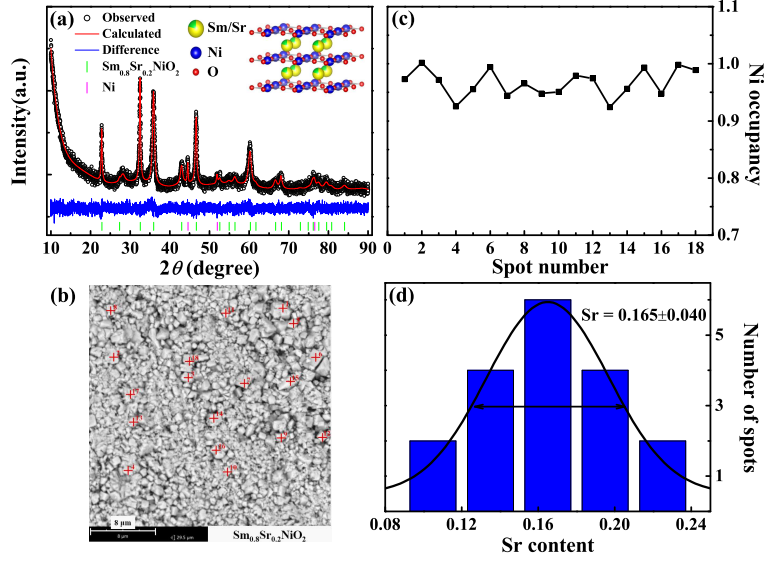 (a)
Observed
Calculated
Difference
Sm0.8Sr0.2NiO2
Ni
Sm/Sr
Ni
O
Intensity(a.u.)
10 20 30 40 50 60 70 80 90
2θ (degree)
(c)
1.1
1.0
0.9
0.8
0.7
Ni occupancy
0 2 4 6 8 10 12 14 16 18
Spot number
(b)
8 μm
8 μm
Sm0.8Sr0.2NiO2
(d)
Sr = 0.165±0.040
5
3
1
Number of spots
0.08 0.12 0.16 0.20 0.24
Sr content